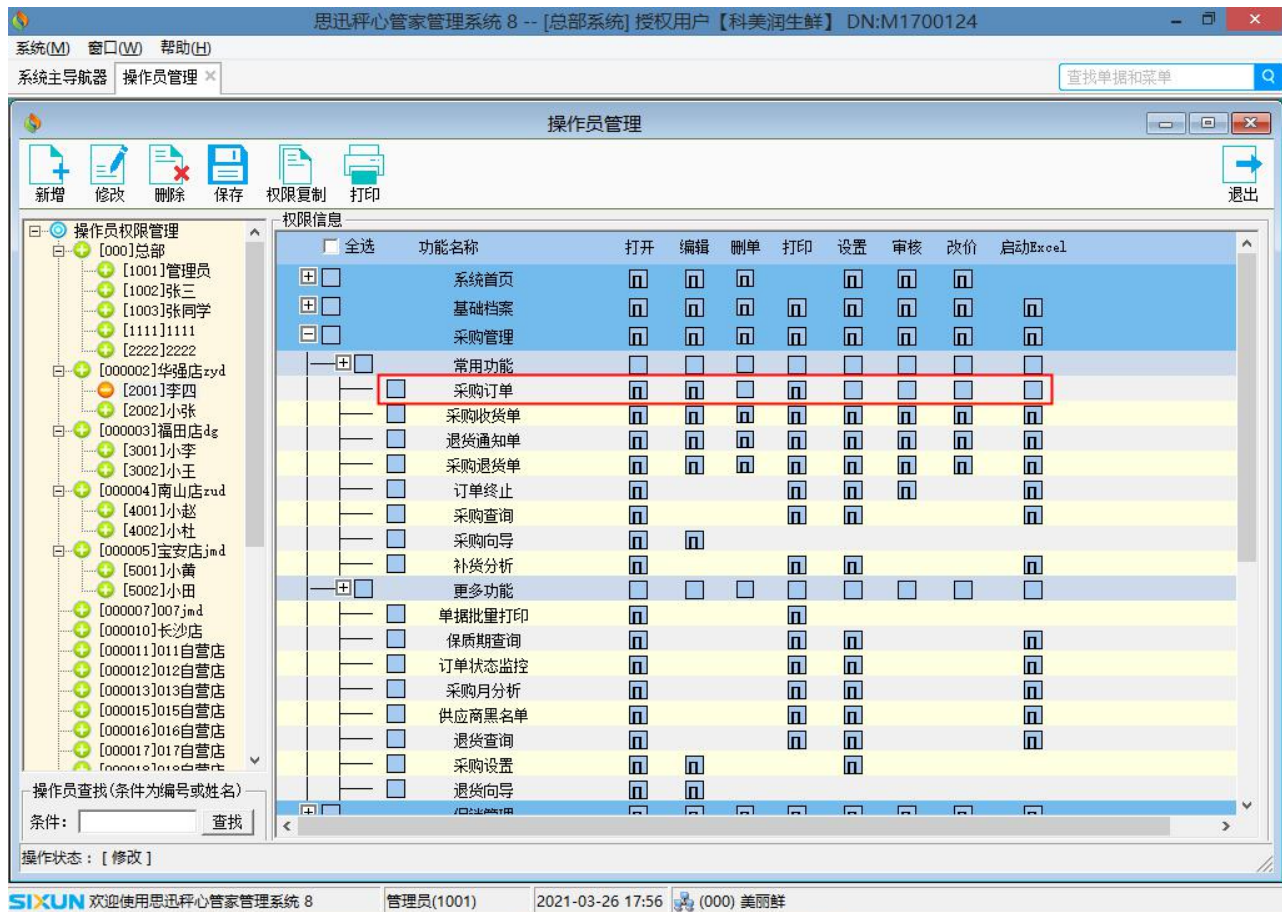 思迅秤心管家管理系统 8 -- [总部系统] 授权用户【科美润生鲜】 DN:M1700124
系统(M) 窗口(W) 帮助(H)
系统主导航器 操作员管理 查找单据和菜单
操作员管理
新增 修改 删除 保存 权限复制 打印 退出
操作员权限管理
[000]总部
[1001]管理员
[1002]张三
[1003]张同学
[1111]1111
[2222]2222
[000002]华强店zyd
[2001]李四
[2002]小张
[000003]福田店dg
[3001]小李
[3002]小王
[000004]南山店zud
[4001]小赵
[4002]小杜
[000005]宝安店jmd
[5001]小黄
[5002]小田
[000007]007jmd
[000010]长沙店
[000011]011自营店
[000012]012自营店
[000013]013自营店
[000015]015自营店
[000016]016自营店
[000017]017自营店
[000018]018自营店
操作员查找(条件为编号或姓名)
条件: 查找
权限信息
全选 功能名称 打开 编辑 删单 打印 设置 审核 改价 启动Excel
系统首页
基础档案
采购管理
常用功能
采购订单
采购收货单
退货通知单
采购退货单
订单终止
采购查询
采购向导
补货分析
更多功能
单据批量打印
保质期查询
订单状态监控
采购月分析
供应商黑名单
退货查询
采购设置
退货向导
促销管理
操作状态 : [ 修改 ]
SIXUN 欢迎使用思迅秤心管家管理系统 8 管理员(1001) 2021-03-26 17:56 (000) 美丽鲜